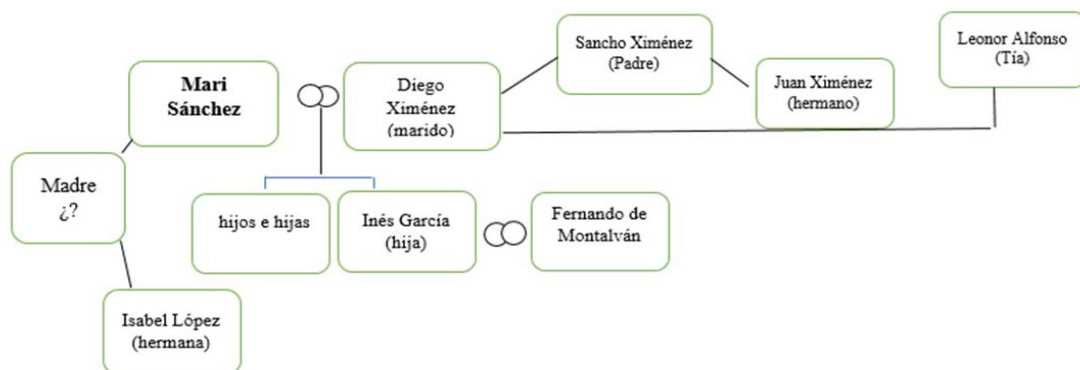 Sancho Ximénez
(Padre)
Leonor Alfonso
(Tía)
Mari
Sánchez
Diego
Ximénez
(marido)
Juan Ximénez
(hermano)
Madre
¿?
hijos e hijas
Inés García
(hija)
Fernando de
Montalván
Isabel López
(hermana)